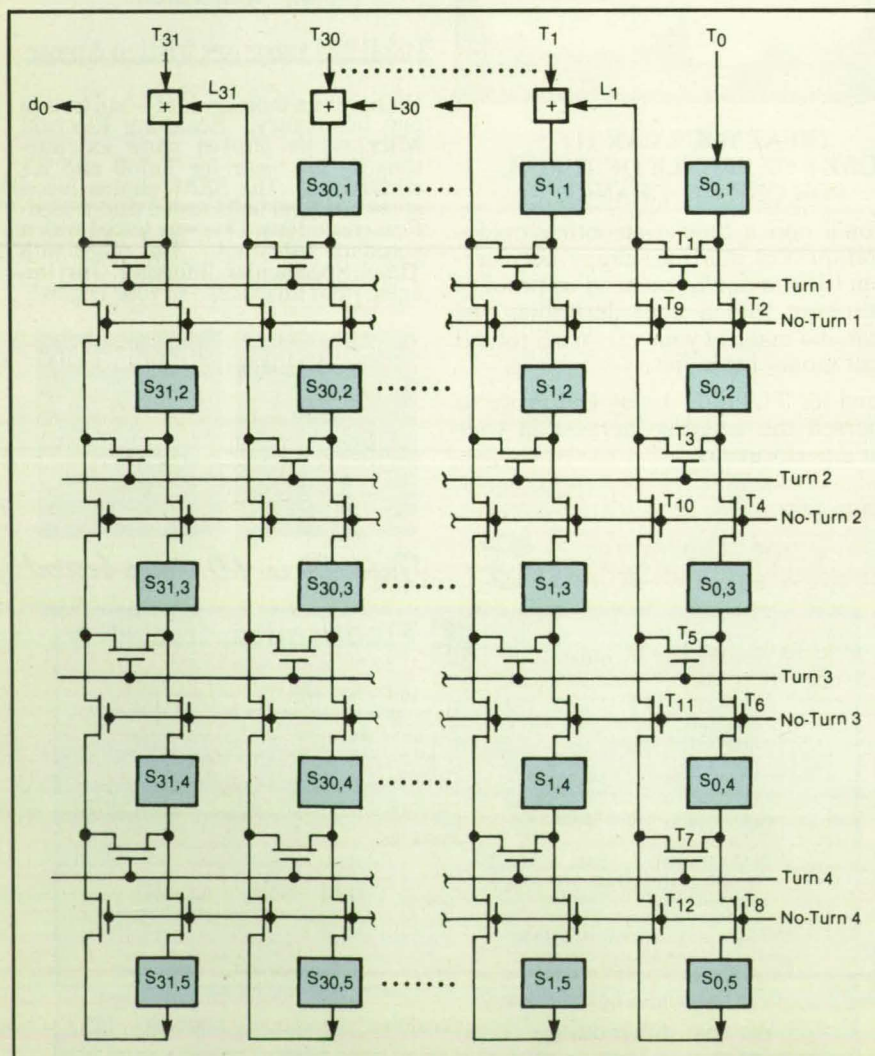 T31 T30 T1 T0
d0 + L31 + L30 + L1
S30,1 S1,1 S0,1
T1
Turn 1
T9 T2 No-Turn 1
S31,2 S30,2 S1,2 S0,2
T3
Turn 2
T10 T4 No-Turn 2
S31,3 S30,3 S1,3 S0,3
T5
Turn 3
T11 T6 No-Turn 3
S31,4 S30,4 S1,4 S0,4
T7
Turn 4
T12 T8 No-Turn 4
S31,5 S30,5 S1,5 S0,5